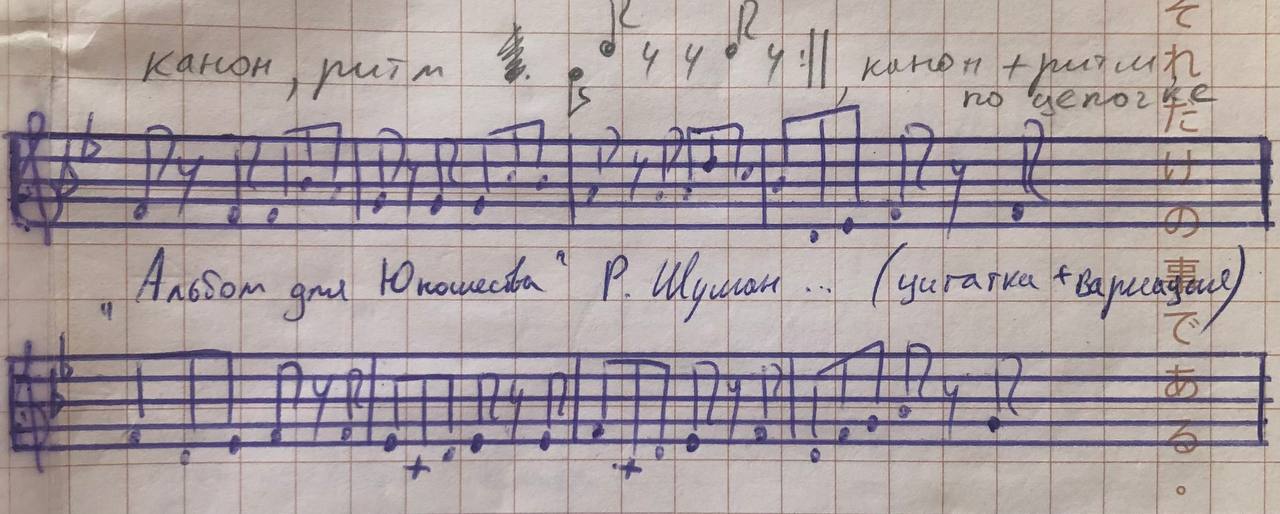 канон, ритм
канон + ритм
по цепочке
„Альбом для Юношества" Р. Шуман ... (цитатка + вариация)
それだけの事である。